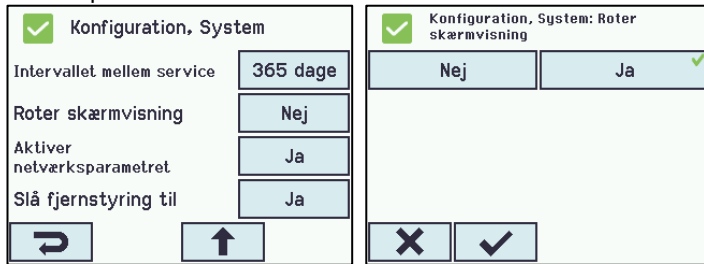 Konfiguration, System
Intervallet mellem service 365 dage
Roter skærmvisning Nej
Aktiver
netværksparametret Ja
Slå fjernstyring til Ja
Konfiguration, System: Roter
skærmvisning
Nej Ja